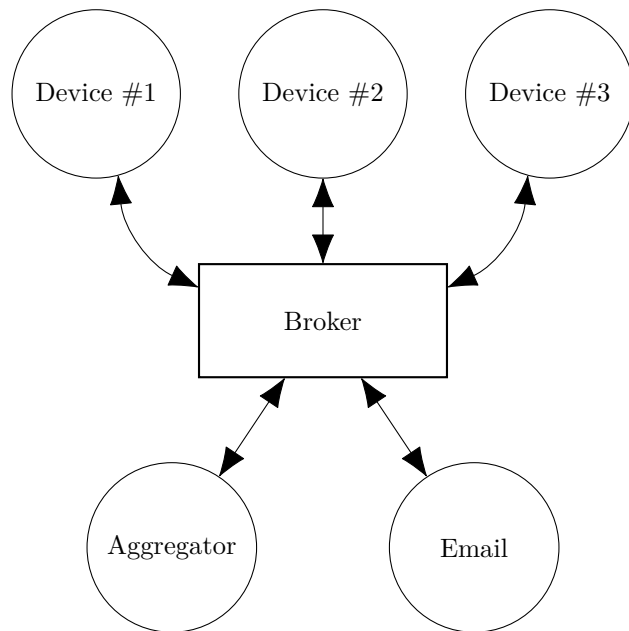 Device #1
Device #2
Device #3
Broker
Aggregator
Email